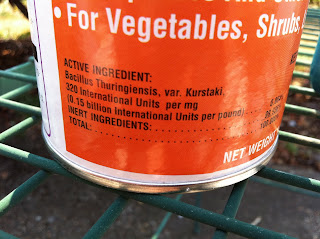 • For Vegetables, Shrubs,
ACTIVE INGREDIENT:
Bacillus Thuringiensis, var. Kurstaki,
320 International Units per mg
(0.15 billion International Units per pound)
INERT INGREDIENTS:
TOTAL:
NET WEIGHT